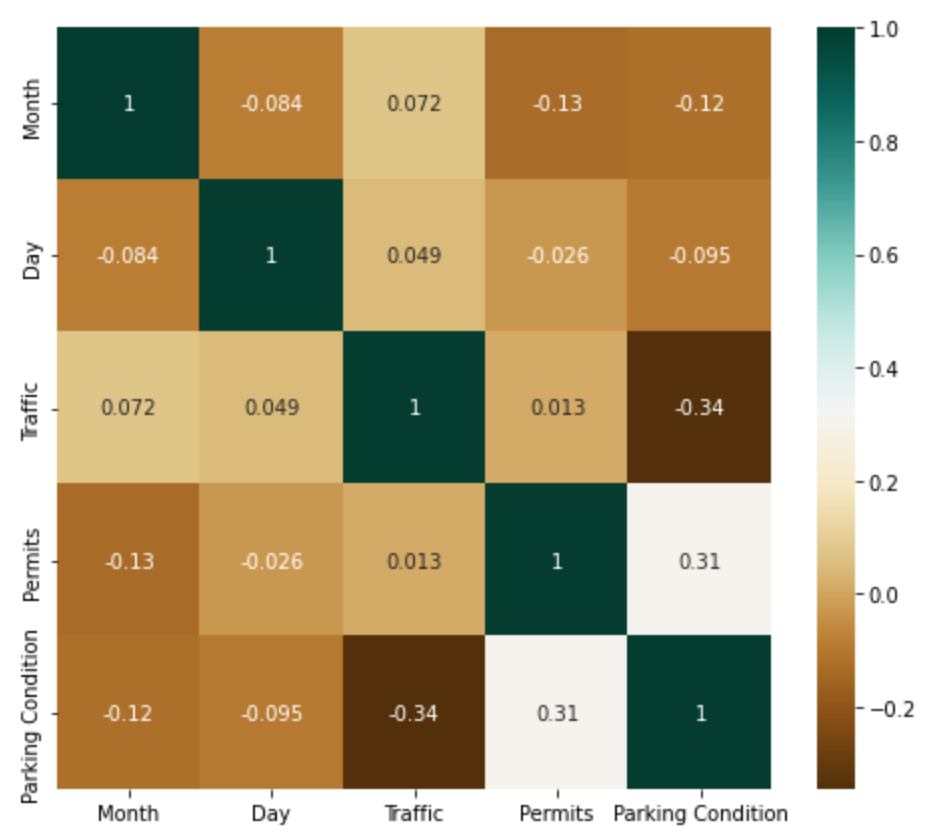 Month 1 -0.084 0.072 -0.13 -0.12
Day -0.084 1 0.049 -0.026 -0.095
Traffic 0.072 0.049 1 0.013 -0.34
Permits -0.13 -0.026 0.013 1 0.31
Parking Condition -0.12 -0.095 -0.34 0.31 1
Month Day Traffic Permits Parking Condition
1.0
0.8
0.6
0.4
0.2
0.0
−0.2